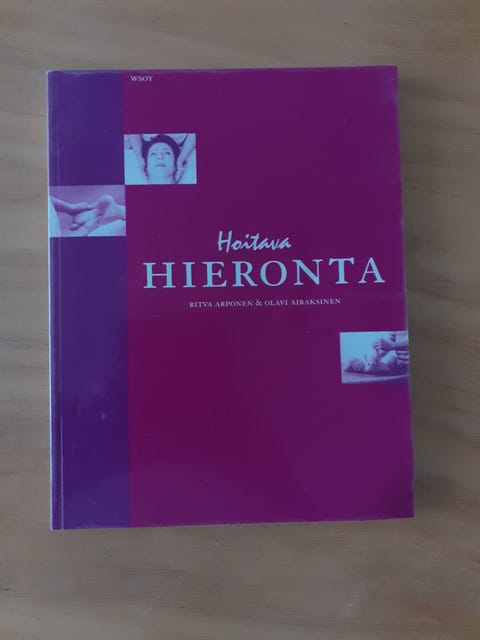 WSOY
Hoitava
HIERONTA
RITVA ARPONEN & OLAVI AIRAKSINEN